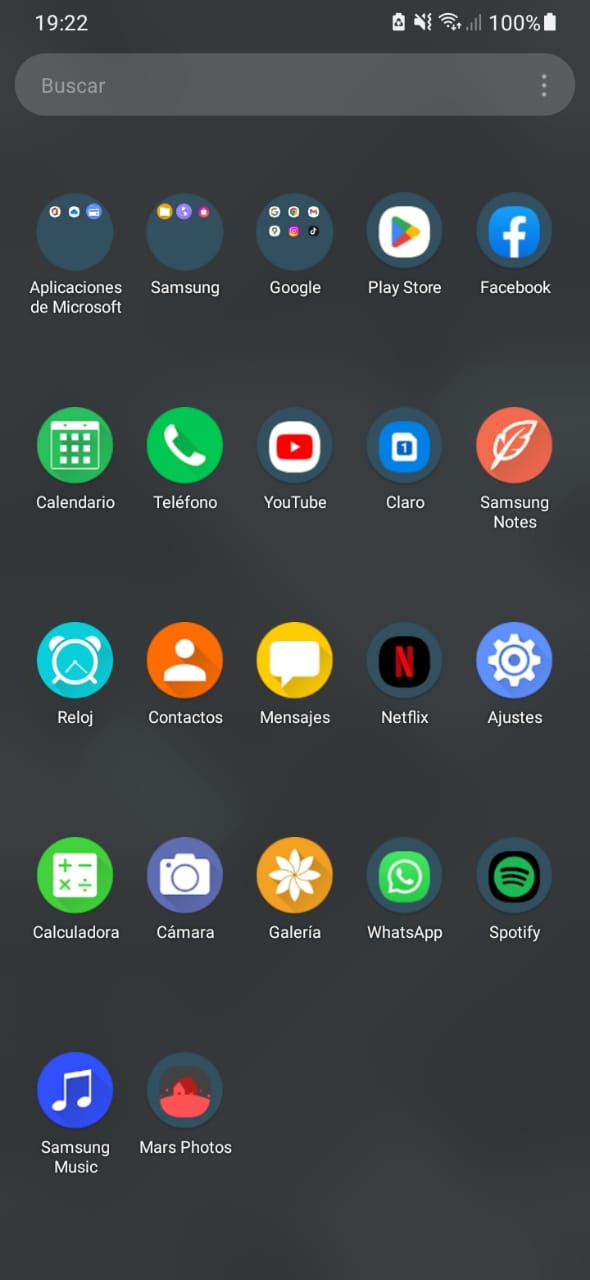 19:22
100%
Buscar
Aplicaciones
de Microsoft
Samsung
Google
Play Store
Facebook
Calendario
Teléfono
YouTube
1
Claro
Samsung
Notes
Reloj
Contactos
Mensajes
Netflix
Ajustes
Calculadora
Cámara
Galería
WhatsApp
Spotify
Samsung
Music
Mars Photos